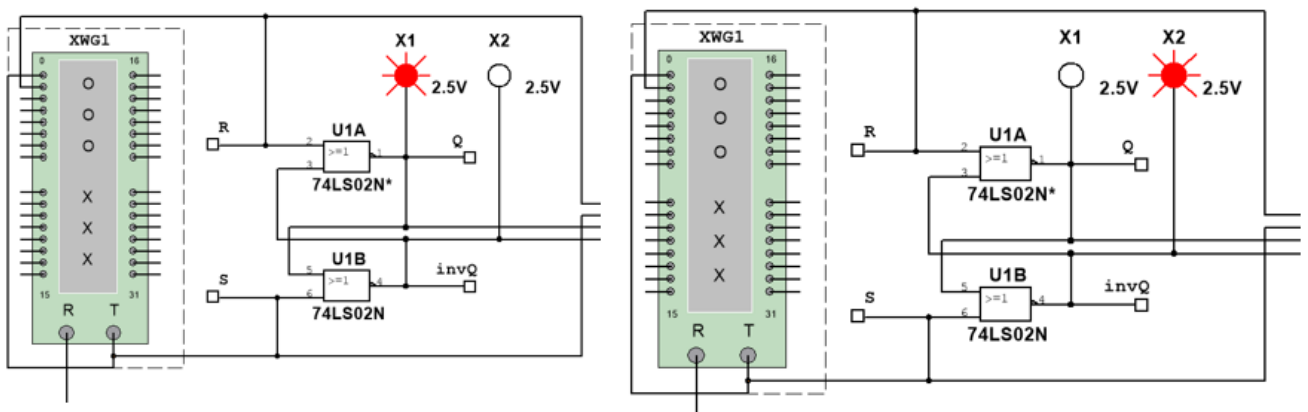 XWG1
X1
X2
0
16
2.5V
2.5V
O
O
O
R
U1A
Q
2
>=1
1
3
74LS02N*
X
X
X
U1B
invQ
5
>=1
4
S
6
74LS02N
15
31
R
T
XWG1
X1
X2
0
16
2.5V
2.5V
O
O
O
R
U1A
Q
2
>=1
1
3
74LS02N*
X
X
X
U1B
invQ
5
>=1
4
S
6
74LS02N
15
31
R
T